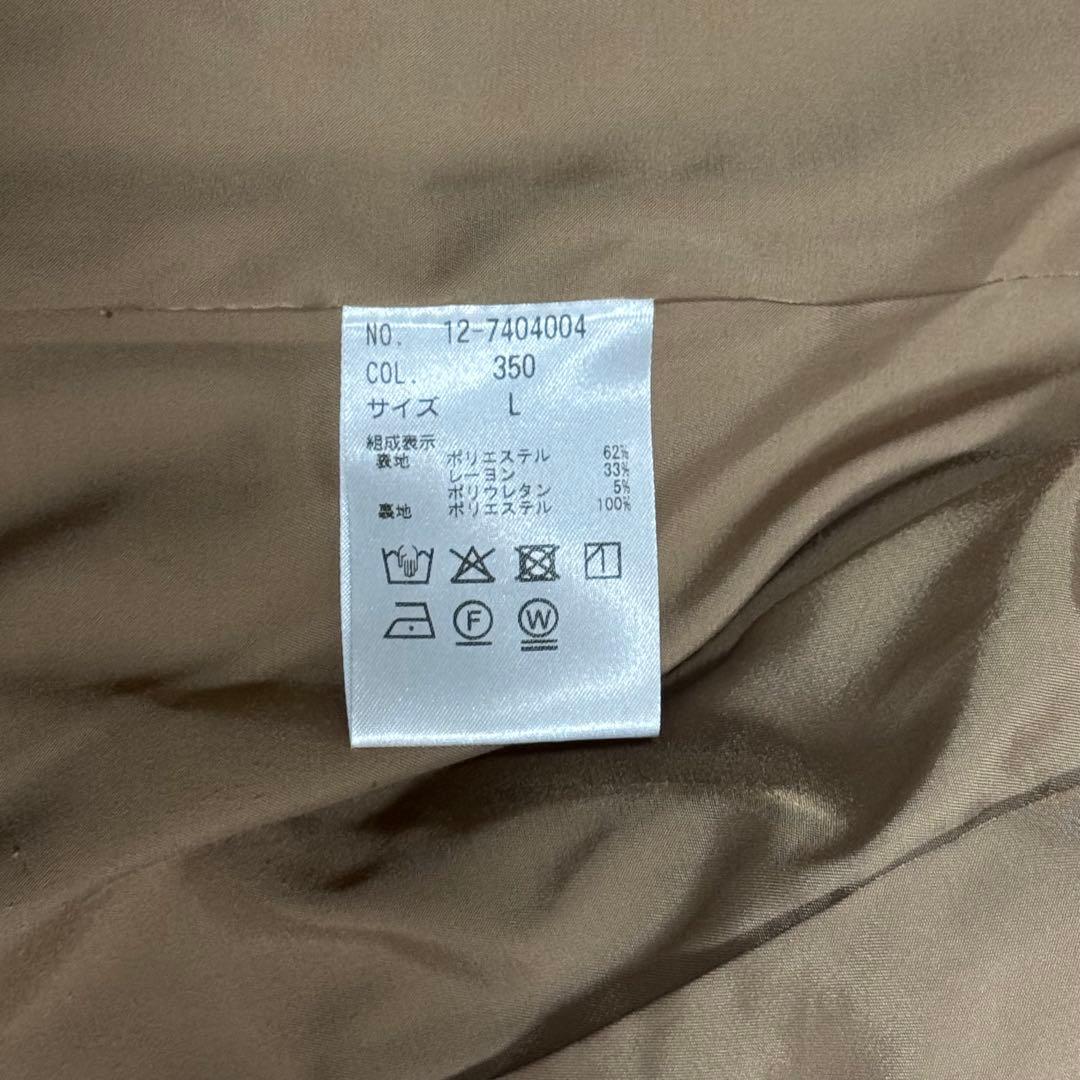 NO. 12-7404004
COL. 350
サイズ L
組成表示
表地 ポリエステル 62%
レーヨン 33%
ポリウレタン 5%
裏地 ポリエステル 100%
F W